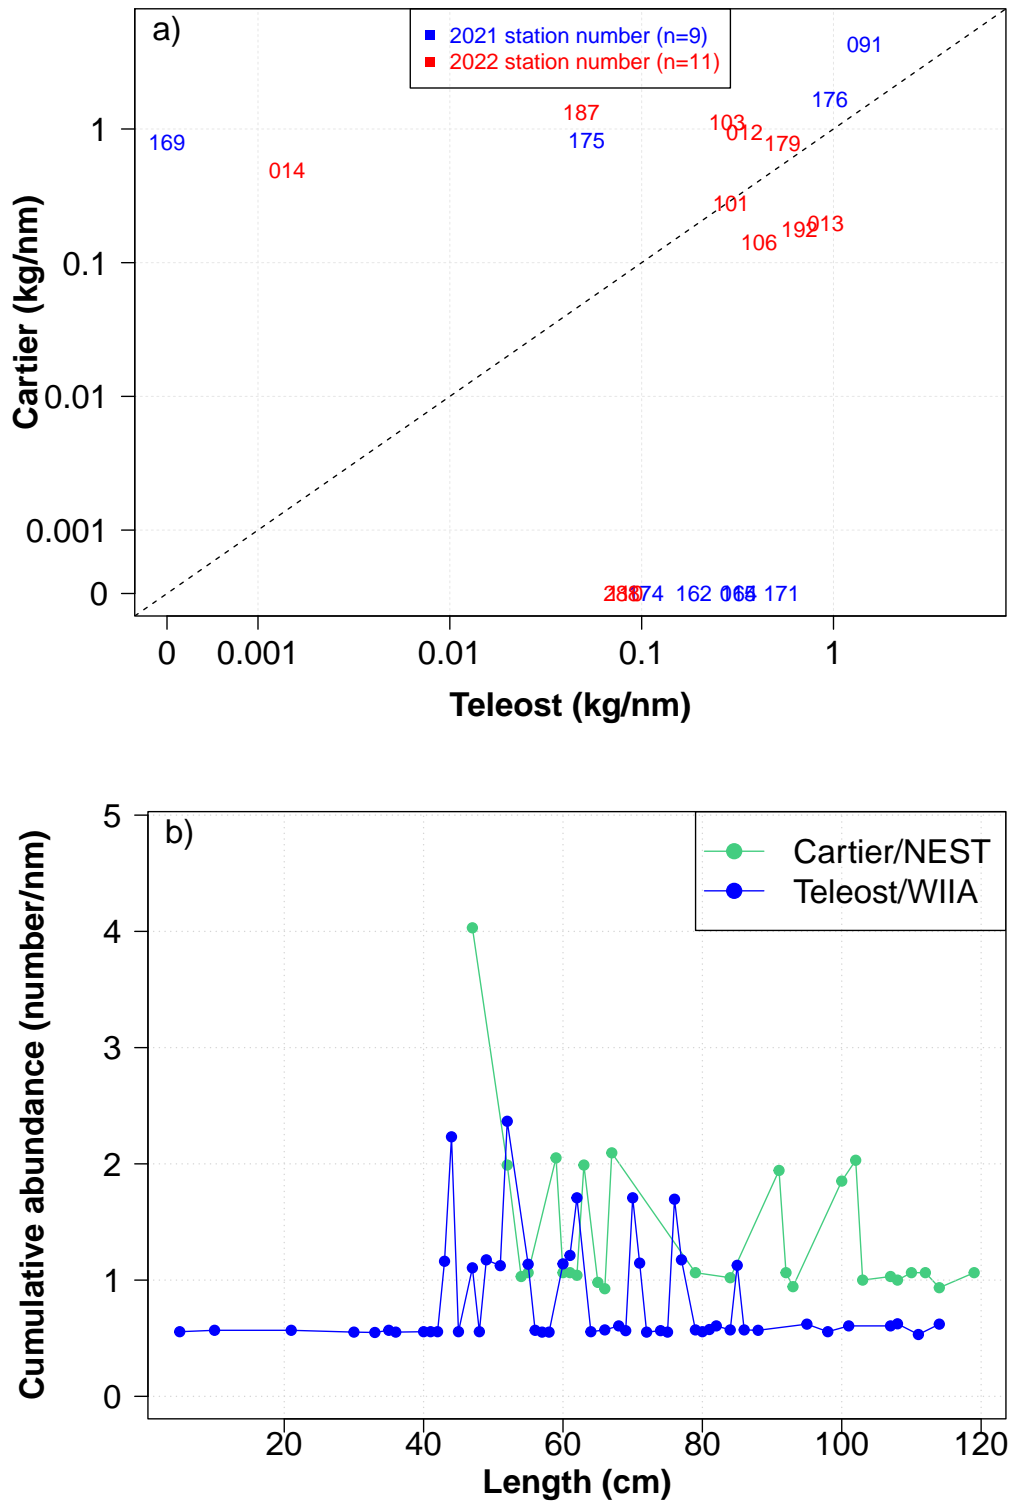 a)
2021 station number (n=9)
2022 station number (n=11)
091
176
187
103
012
169
175
179
014
101
013
192
106
174
162
171
1
0.1
0.01
0.001
0
Cartier (kg/nm)
0 0.001 0.01 0.1 1
Teleost (kg/nm)
b)
Cartier/NEST
Teleost/WIIA
5
4
3
2
1
0
Cumulative abundance (number/nm)
20 40 60 80 100 120
Length (cm)